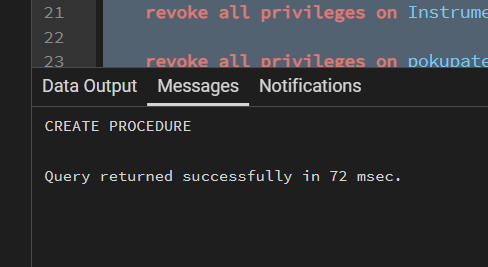 21 revoke all privileges on Instrume
22
23 revoke all privileges on pokupate
Data Output Messages Notifications
CREATE PROCEDURE
Query returned successfully in 72 msec.